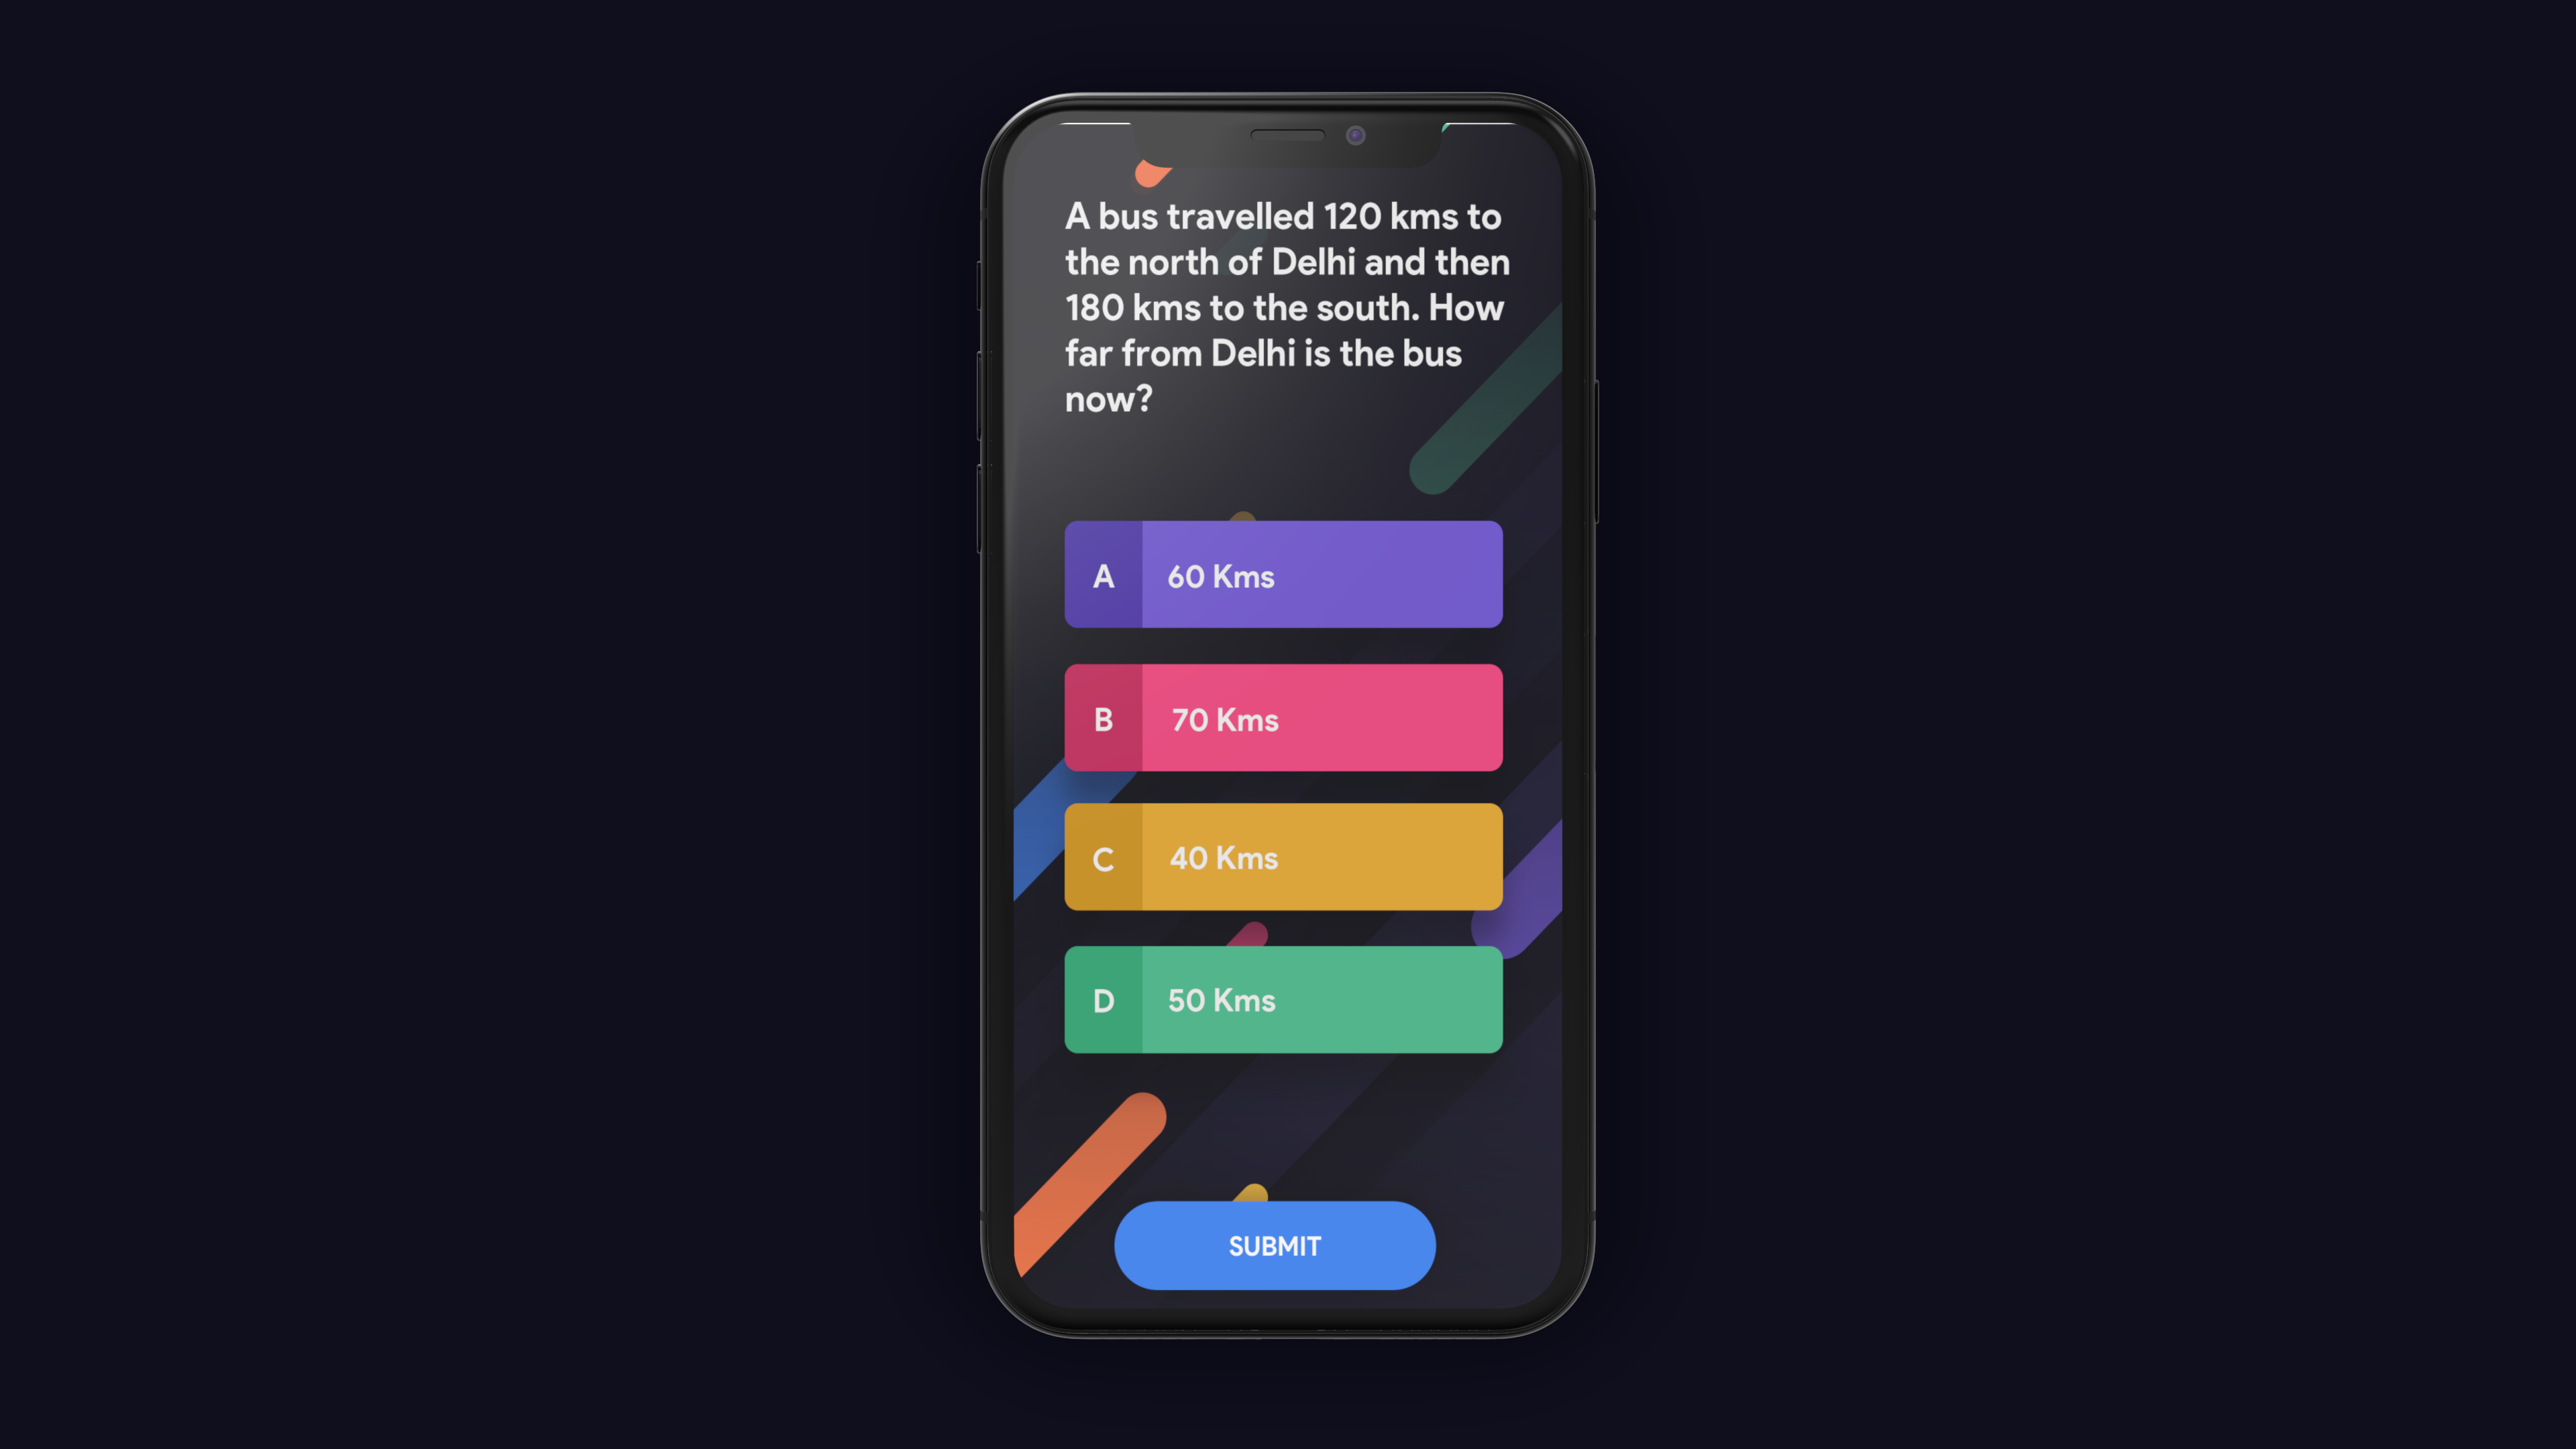 A bus travelled 120 kms to
the north of Delhi and then
180 kms to the south. How
far from Delhi is the bus
now?
A 60 Kms
B 70 Kms
C 40 Kms
D 50 Kms
SUBMIT